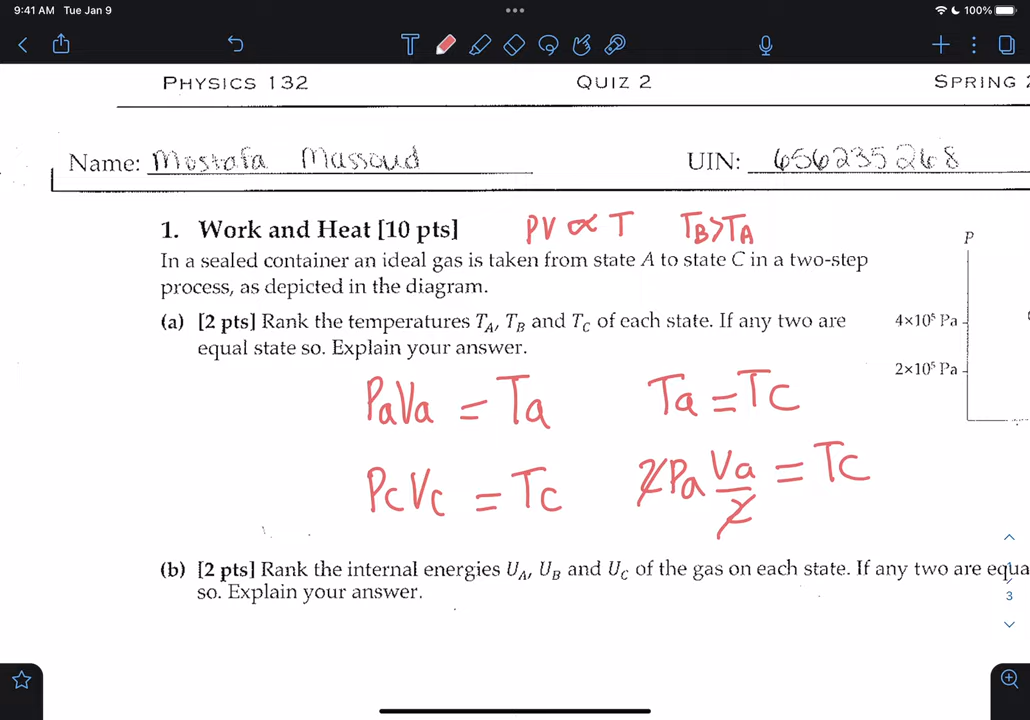 9:41 AM Tue Jan 9
100%
PHYSICS 132 QUIZ 2 SPRING 2
Name: Mostafa Massoud UIN: 656235268
1. Work and Heat [10 pts] PV ∝ T TB>TA
In a sealed container an ideal gas is taken from state A to state C in a two-step
process, as depicted in the diagram.
P
(a) [2 pts] Rank the temperatures TA, TB and TC of each state. If any two are
equal state so. Explain your answer.
4×10⁵ Pa
2×10⁵ Pa
PaVa = Ta Ta = Tc
PcVc = Tc 2Pa Va/2 = Tc
(b) [2 pts] Rank the internal energies UA, UB and UC of the gas on each state. If any two are equa
so. Explain your answer.
3